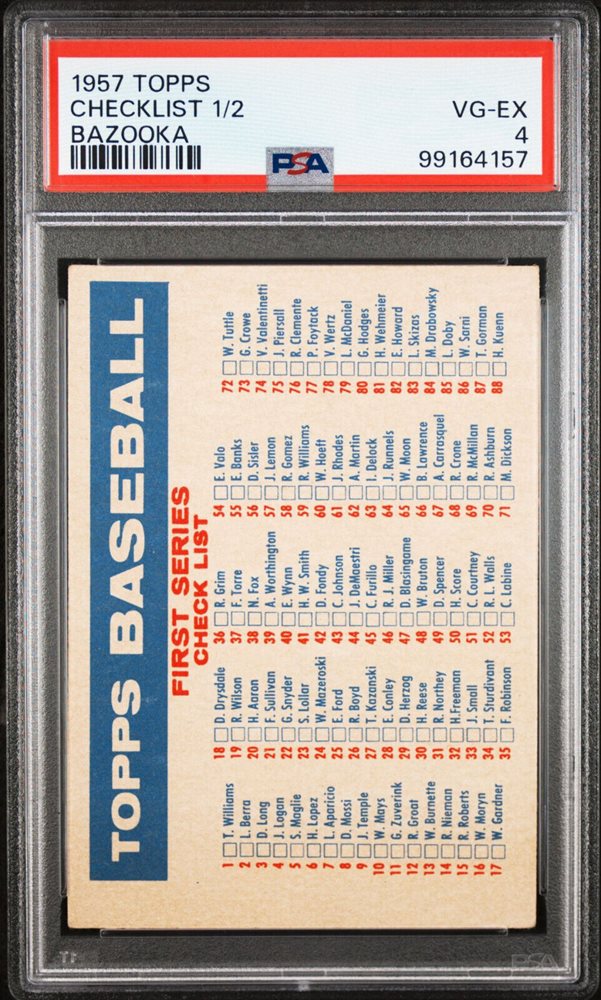 1957 TOPPS
CHECKLIST 1/2
BAZOOKA
VG-EX
4
99164157
PSA
TOPPS BASEBALL
FIRST SERIES
CHECK LIST
1 T. Williams
2 L. Berra
3 D. Long
4 J. Logan
5 S. Maglie
6 H. Lopez
7 L. Aparicio
8 D. Mossi
9 J. Temple
10 W. Mays
11 G. Zuverink
12 R. Groat
13 W. Burnette
14 R. Nieman
15 R. Roberts
16 W. Moryn
17 W. Gardner
18 D. Drysdale
19 R. Wilson
20 H. Aaron
21 F. Sullivan
22 G. Snyder
23 S. Lollar
24 W. Mazeroski
25 E. Ford
26 R. Boyd
27 T. Kazanski
28 E. Conley
29 D. Herzog
30 H. Reese
31 R. Northey
32 H. Freeman
33 J. Small
34 T. Sturdivant
35 F. Robinson
36 R. Grim
37 F. Torre
38 N. Fox
39 A. Worthington
40 E. Wynn
41 H. W. Smith
42 D. Fondy
43 C. Johnson
44 J. DeMaestri
45 C. Furillo
46 R. J. Miller
47 D. Blasingame
48 W. Bruton
49 D. Spencer
50 H. Score
51 C. Courtney
52 R. L. Walls
53 C. Labine
54 E. Valo
55 E. Banks
56 D. Sisler
57 J. Lemon
58 R. Gomez
59 R. Williams
60 W. Hoeft
61 J. Rhodes
62 A. Martin
63 I. Delock
64 J. Runnels
65 W. Moon
66 B. Lawrence
67 A. Carrasquel
68 R. Crone
69 R. McMillan
70 R. Ashburn
71 M. Dickson
72 W. Tuttle
73 G. Crowe
74 V. Valentinetti
75 J. Piersall
76 R. Clemente
77 P. Foytack
78 V. Wertz
79 L. McDaniel
80 G. Hodges
81 H. Wehmeier
82 E. Howard
83 L. Skizas
84 M. Drabowsky
85 L. Doby
86 W. Sarni
87 T. Gorman
88 H. Kuenn
PSA